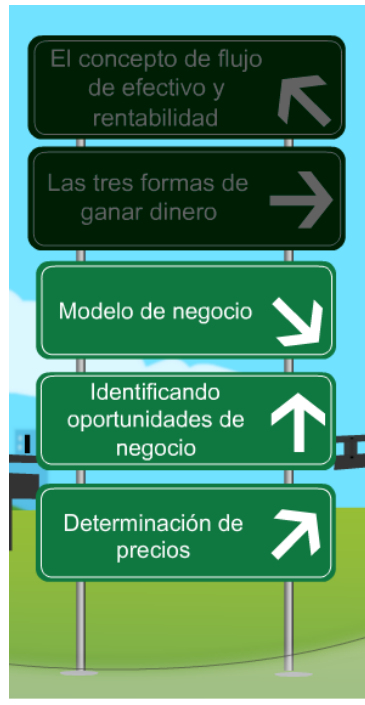 El concepto de flujo
de efectivo y
rentabilidad
Las tres formas de
ganar dinero
Modelo de negocio
Identificando
oportunidades de
negocio
Determinación de
precios